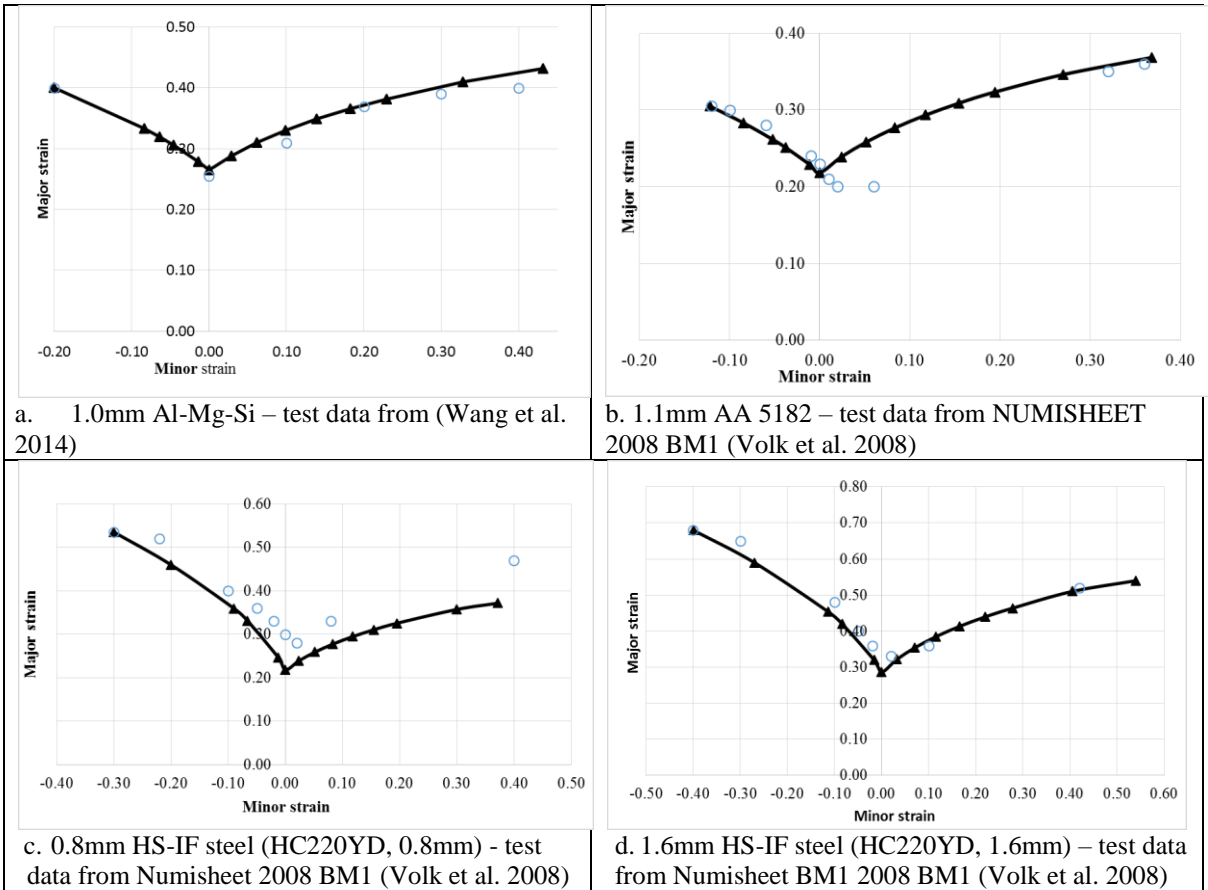 0.50
0.40
0.30
0.20
0.10
0.00
-0.20 -0.10 0.00 0.10 0.20 0.30 0.40
Major strain
Minor strain
a. 1.0mm Al-Mg-Si – test data from (Wang et al.
2014)
0.40
0.30
0.20
0.10
0.00
-0.20 -0.10 0.00 0.10 0.20 0.30 0.40
Major strain
Minor strain
b. 1.1mm AA 5182 – test data from NUMISHEET
2008 BM1 (Volk et al. 2008)
0.60
0.50
0.40
0.30
0.20
0.10
0.00
-0.40 -0.30 -0.20 -0.10 0.00 0.10 0.20 0.30 0.40 0.50
Major strain
Minor strain
c. 0.8mm HS-IF steel (HC220YD, 0.8mm) - test
data from Numisheet 2008 BM1 (Volk et al. 2008)
0.80
0.70
0.60
0.50
0.40
0.30
0.20
0.10
0.00
-0.50 -0.40 -0.30 -0.20 -0.10 0.00 0.10 0.20 0.30 0.40 0.50 0.60
Major strain
Minor strain
d. 1.6mm HS-IF steel (HC220YD, 1.6mm) – test data
from Numisheet BM1 2008 BM1 (Volk et al. 2008)